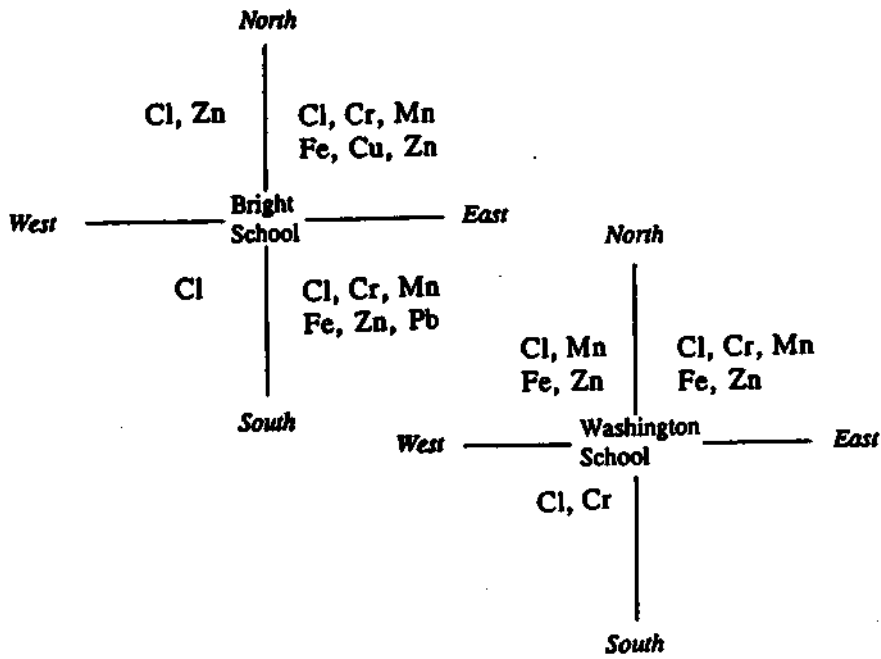 North
Cl, Zn
Cl, Cr, Mn
Fe, Cu, Zn
West
Bright
School
East
Cl
Cl, Cr, Mn
Fe, Zn, Pb
South
North
Cl, Mn
Fe, Zn
Cl, Cr, Mn
Fe, Zn
West
Washington
School
East
Cl, Cr
South